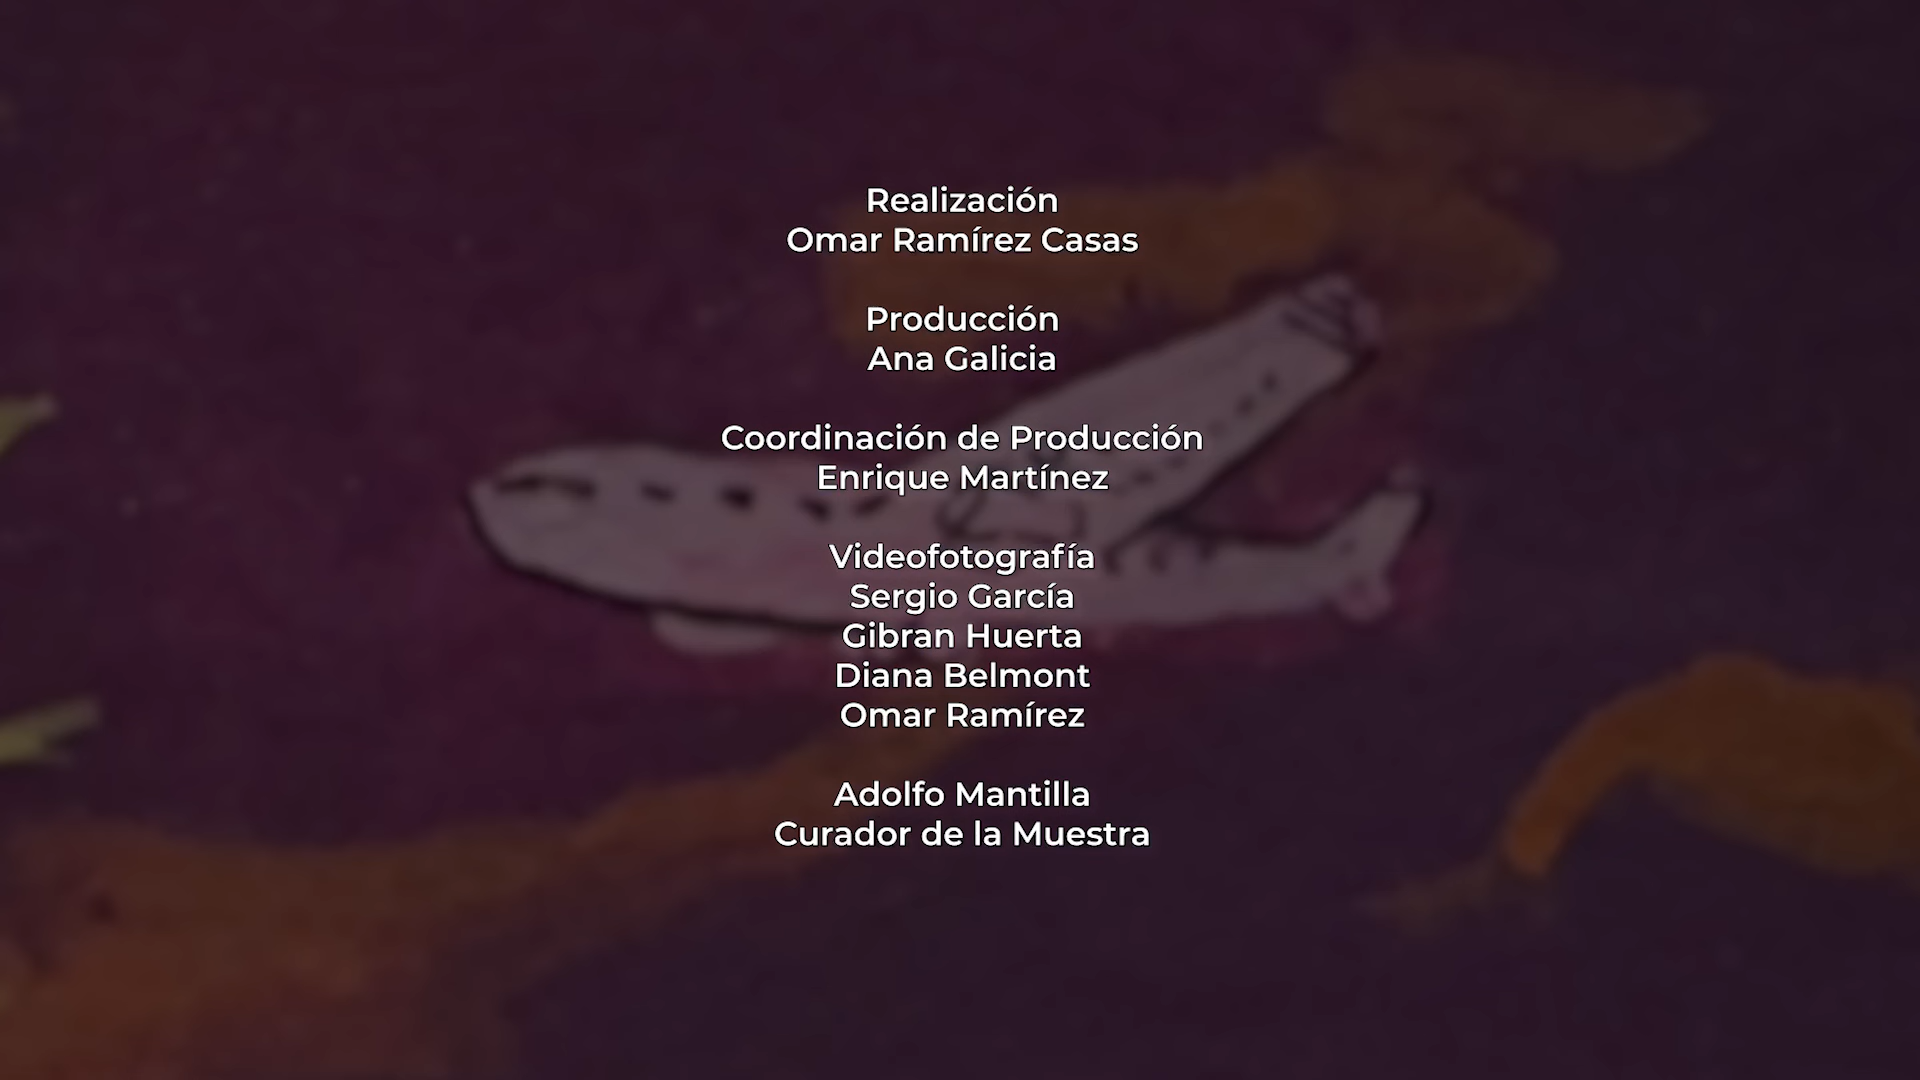 Realización
Omar Ramírez Casas
Producción
Ana Galicia
Coordinación de Producción
Enrique Martínez
Videofotografía
Sergio García
Gibran Huerta
Diana Belmont
Omar Ramírez
Adolfo Mantilla
Curador de la Muestra